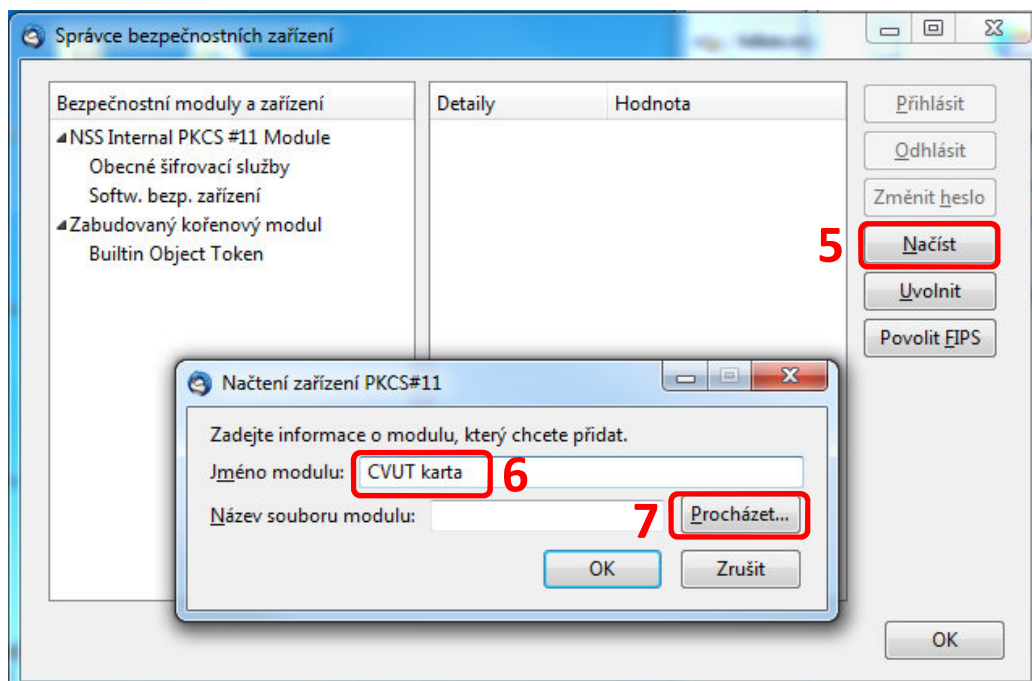 Správce bezpečnostních zařízení
Bezpečnostní moduly a zařízení
NSS Internal PKCS #11 Module
Obecné šifrovací služby
Softw. bezp. zařízení
Zabudovaný kořenový modul
Builtin Object Token
Detaily Hodnota
Přihlásit
Odhlásit
Změnit heslo
5 Načíst
Uvolnit
Povolit FIPS
Načtení zařízení PKCS#11
Zadejte informace o modulu, který chcete přidat.
Jméno modulu: CVUT karta 6
Název souboru modulu: 7 Procházet...
OK Zrušit
OK